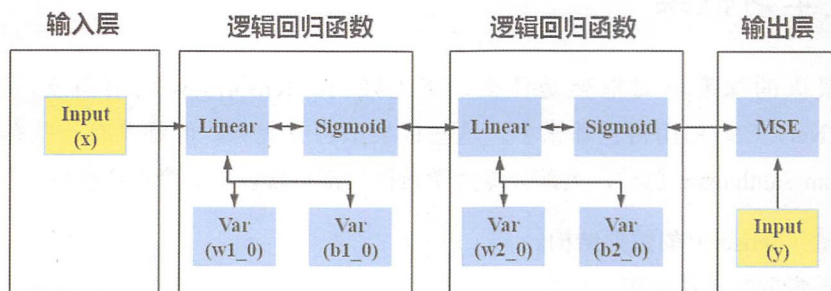 输入层
逻辑回归函数
逻辑回归函数
输出层
Input
(x)
Linear
Sigmoid
Linear
Sigmoid
MSE
Var
(w1_0)
Var
(b1_0)
Var
(w2_0)
Var
(b2_0)
Input
(y)